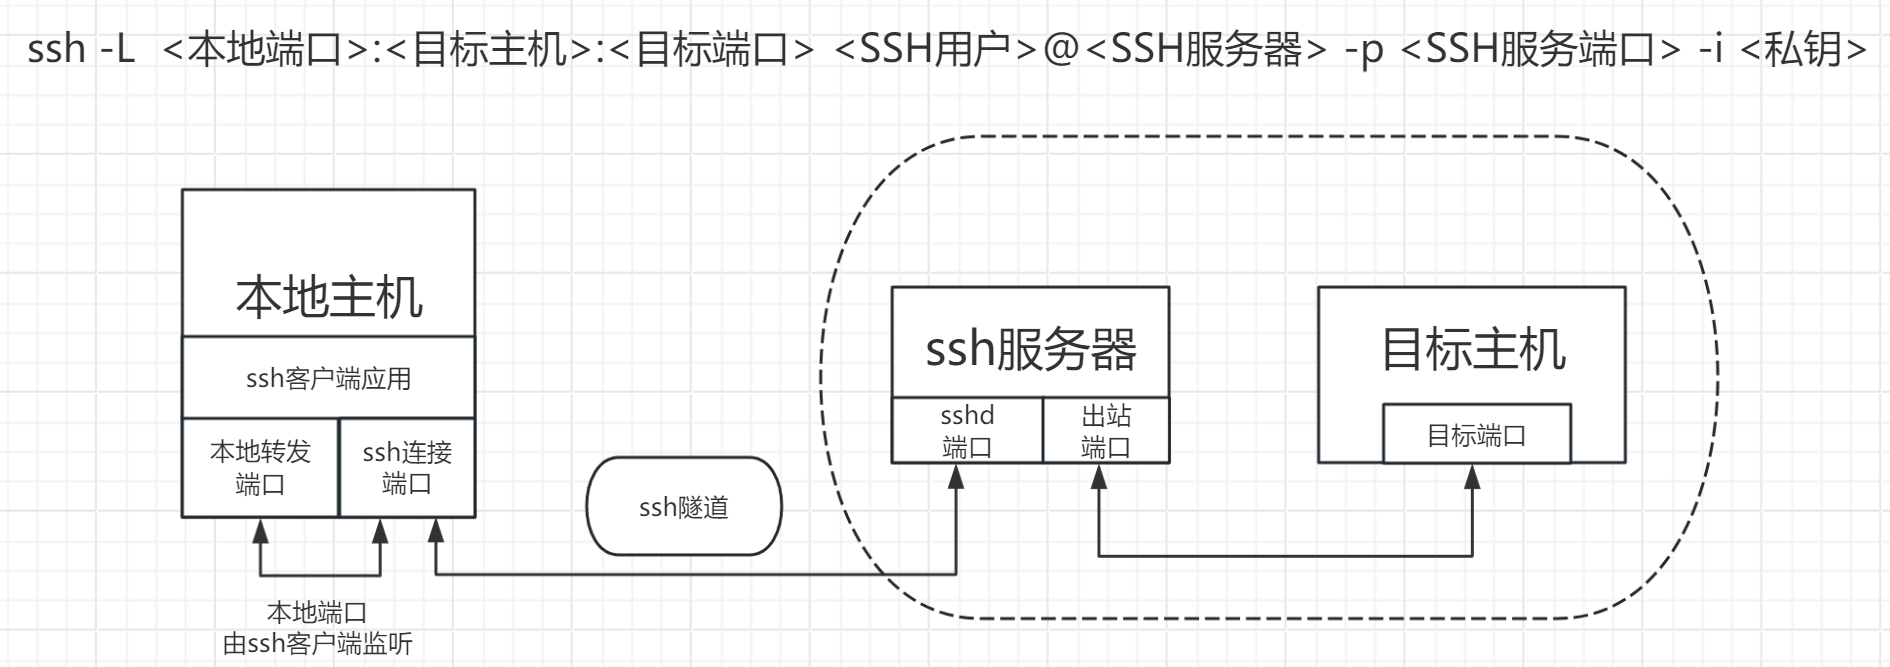 ssh -L <本地端口>:<目标主机>:<目标端口> <SSH用户>@<SSH服务器> -p <SSH服务端口> -i <私钥>
本地主机
ssh客户端应用
本地转发
端口
ssh连接
端口
本地端口
由ssh客户端监听
ssh隧道
ssh服务器
sshd
端口
出站
端口
目标主机
目标端口